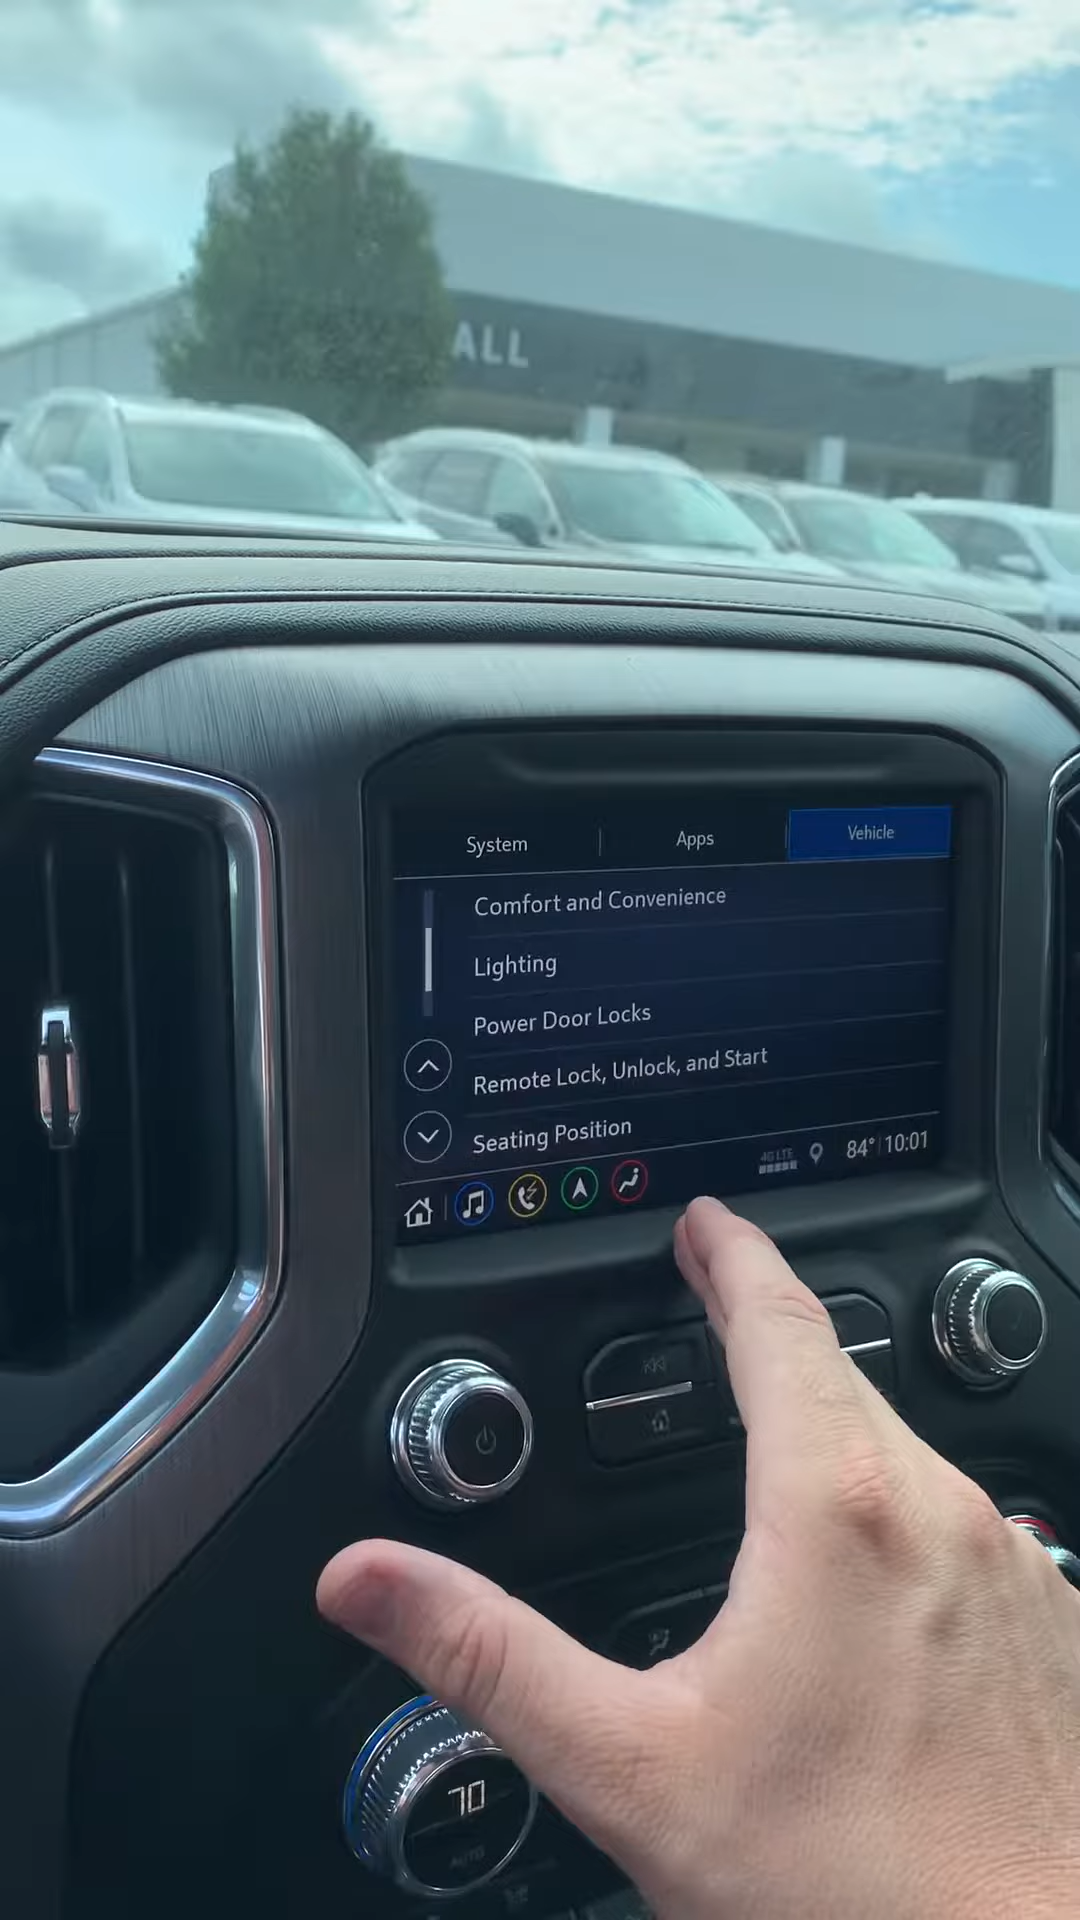 ALL
System
Apps
Vehicle
Comfort and Convenience
Lighting
Power Door Locks
Remote Lock, Unlock, and Start
Seating Position
4G LTE
84° 10:01
70
AUTO